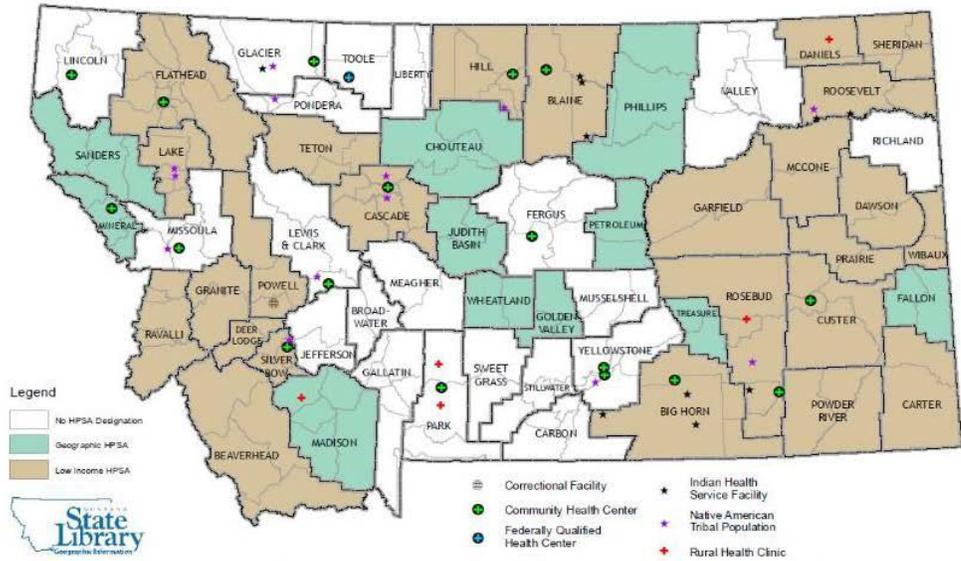 LINCOLN
FLATHEAD
GLACIER
TOOLE
LIBERTY
HILL
BLAINE
PHILLIPS
VALLEY
DANIELS
SHERIDAN
ROOSEVELT
PONDERA
SANDERS
LAKE
TETON
CHOUTEAU
RICHLAND
MCCONE
GARFIELD
DAWSON
MINERAL
MISSOULA
LEWIS
& CLARK
CASCADE
JUDITH
BASIN
FERGUS
PETROLEUM
PRAIRIE
WIBAUX
GRANITE
POWELL
MEAGHER
WHEATLAND
GOLDEN
VALLEY
MUSSELSHELL
ROSEBUD
TREASURE
CUSTER
FALLON
RAVALLI
DEER
LODGE
SILVER
BOW
JEFFERSON
BROAD-
WATER
GALLATIN
PARK
SWEET
GRASS
STILLWATER
YELLOWSTONE
CARBON
BIG HORN
POWDER
RIVER
CARTER
BEAVERHEAD
MADISON
Legend
No HPSA Designation
Geographic HPSA
Low Income HPSA
MONTANA
State
Library
Geographic Information
Correctional Facility
Community Health Center
Federally Qualified
Health Center
Indian Health
Service Facility
Native American
Tribal Population
Rural Health Clinic